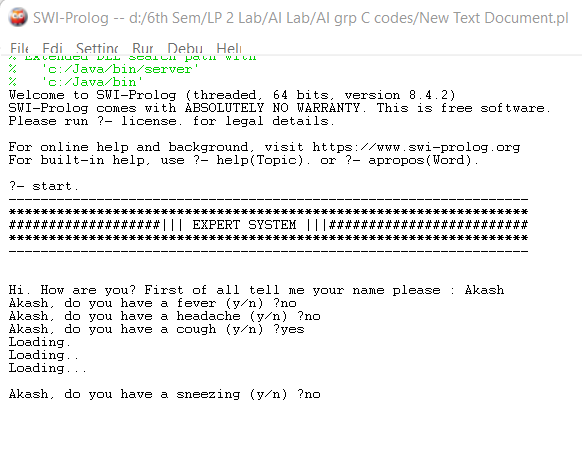 SWI-Prolog -- d:/6th Sem/LP 2 Lab/AI Lab/AI grp C codes/New Text Document.pl
File Edit Settings Run Debug Help
% Extended DLL search path with
%   'c:/Java/bin/server'
%   'c:/Java/bin'
Welcome to SWI-Prolog (threaded, 64 bits, version 8.4.2)
SWI-Prolog comes with ABSOLUTELY NO WARRANTY. This is free software.
Please run ?- license. for legal details.
For online help and background, visit https://www.swi-prolog.org
For built-in help, use ?- help(Topic). or ?- apropos(Word).
?- start.
-----------------------------------------------------------------
*****************************************************************
###################||| EXPERT SYSTEM |||#########################
*****************************************************************
-----------------------------------------------------------------
Hi. How are you? First of all tell me your name please : Akash
Akash, do you have a fever (y/n) ?no
Akash, do you have a headache (y/n) ?no
Akash, do you have a cough (y/n) ?yes
Loading.
Loading..
Loading...
Akash, do you have a sneezing (y/n) ?no